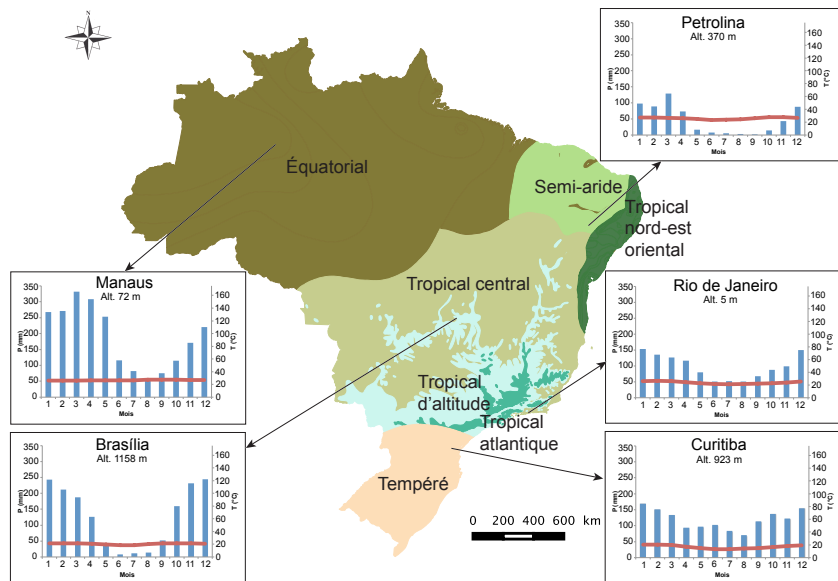 Petrolina
Alt. 370 m
P (mm)
350
300
250
200
150
100
50
0
160
140
120
100
80
60
40
20
0
T (°C)
1 2 3 4 5 6 7 8 9 10 11 12
Mois
Équatorial
Semi-aride
Tropical
nord-est
oriental
Tropical central
Manaus
Alt. 72 m
P (mm)
350
300
250
200
150
100
50
0
160
140
120
100
80
60
40
20
0
T (°C)
1 2 3 4 5 6 7 8 9 10 11 12
Mois
Rio de Janeiro
Alt. 5 m
P (mm)
350
300
250
200
150
100
50
0
160
140
120
100
80
60
40
20
0
T (°C)
1 2 3 4 5 6 7 8 9 10 11 12
Mois
Tropical
d'altitude
Tropical
atlantique
Brasília
Alt. 1158 m
P (mm)
350
300
250
200
150
100
50
0
160
140
120
100
80
60
40
20
0
T (°C)
1 2 3 4 5 6 7 8 9 10 11 12
Mois
Tempéré
0 200 400 600 km
Curitiba
Alt. 923 m
P (mm)
350
300
250
200
150
100
50
0
160
140
120
100
80
60
40
20
0
T (°C)
1 2 3 4 5 6 7 8 9 10 11 12
Mois